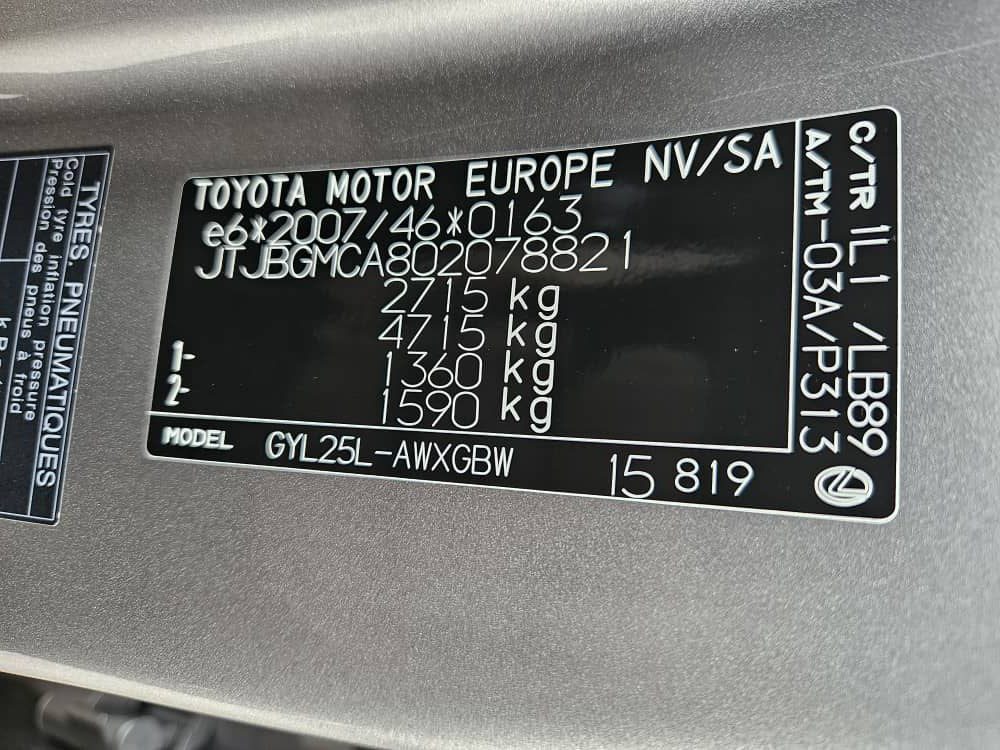 TOYOTA MOTOR EUROPE NV/SA
e6*2007/46*0163
JTJBGMCA802078821
2715 kg
4715 kg
1- 1360 kg
2- 1590 kg
MODEL GYL25L-AWXGBW 15 819
C/TR 1L1 /LB89
A/TM-03A/P313
TYRES. PNEUMATIQUES
Cold tyre inflation pressure
Pression des pneus à froid